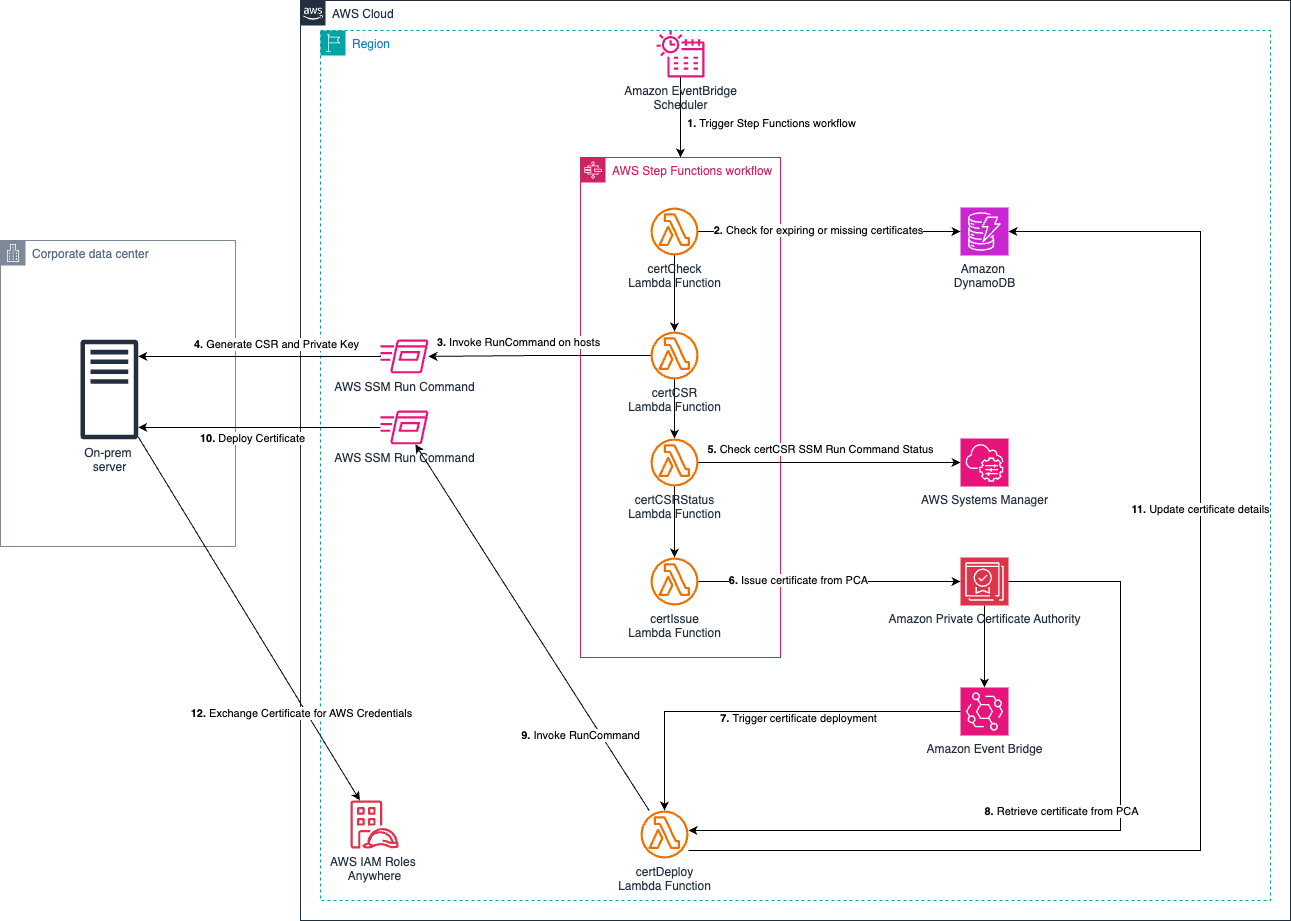 aws
AWS Cloud
Region
Amazon EventBridge
Scheduler
1. Trigger Step Functions workflow
AWS Step Functions workflow
certCheck
Lambda Function
2. Check for expiring or missing certificates
Amazon
DynamoDB
Corporate data center
On-prem
server
4. Generate CSR and Private Key
AWS SSM Run Command
3. Invoke RunCommand on hosts
certCSR
Lambda Function
10. Deploy Certificate
AWS SSM Run Command
5. Check certCSR SSM Run Command Status
certCSRStatus
Lambda Function
AWS Systems Manager
11. Update certificate details
6. Issue certificate from PCA
certIssue
Lambda Function
Amazon Private Certificate Authority
12. Exchange Certificate for AWS Credentials
7. Trigger certificate deployment
9. Invoke RunCommand
Amazon Event Bridge
8. Retrieve certificate from PCA
AWS IAM Roles
Anywhere
certDeploy
Lambda Function